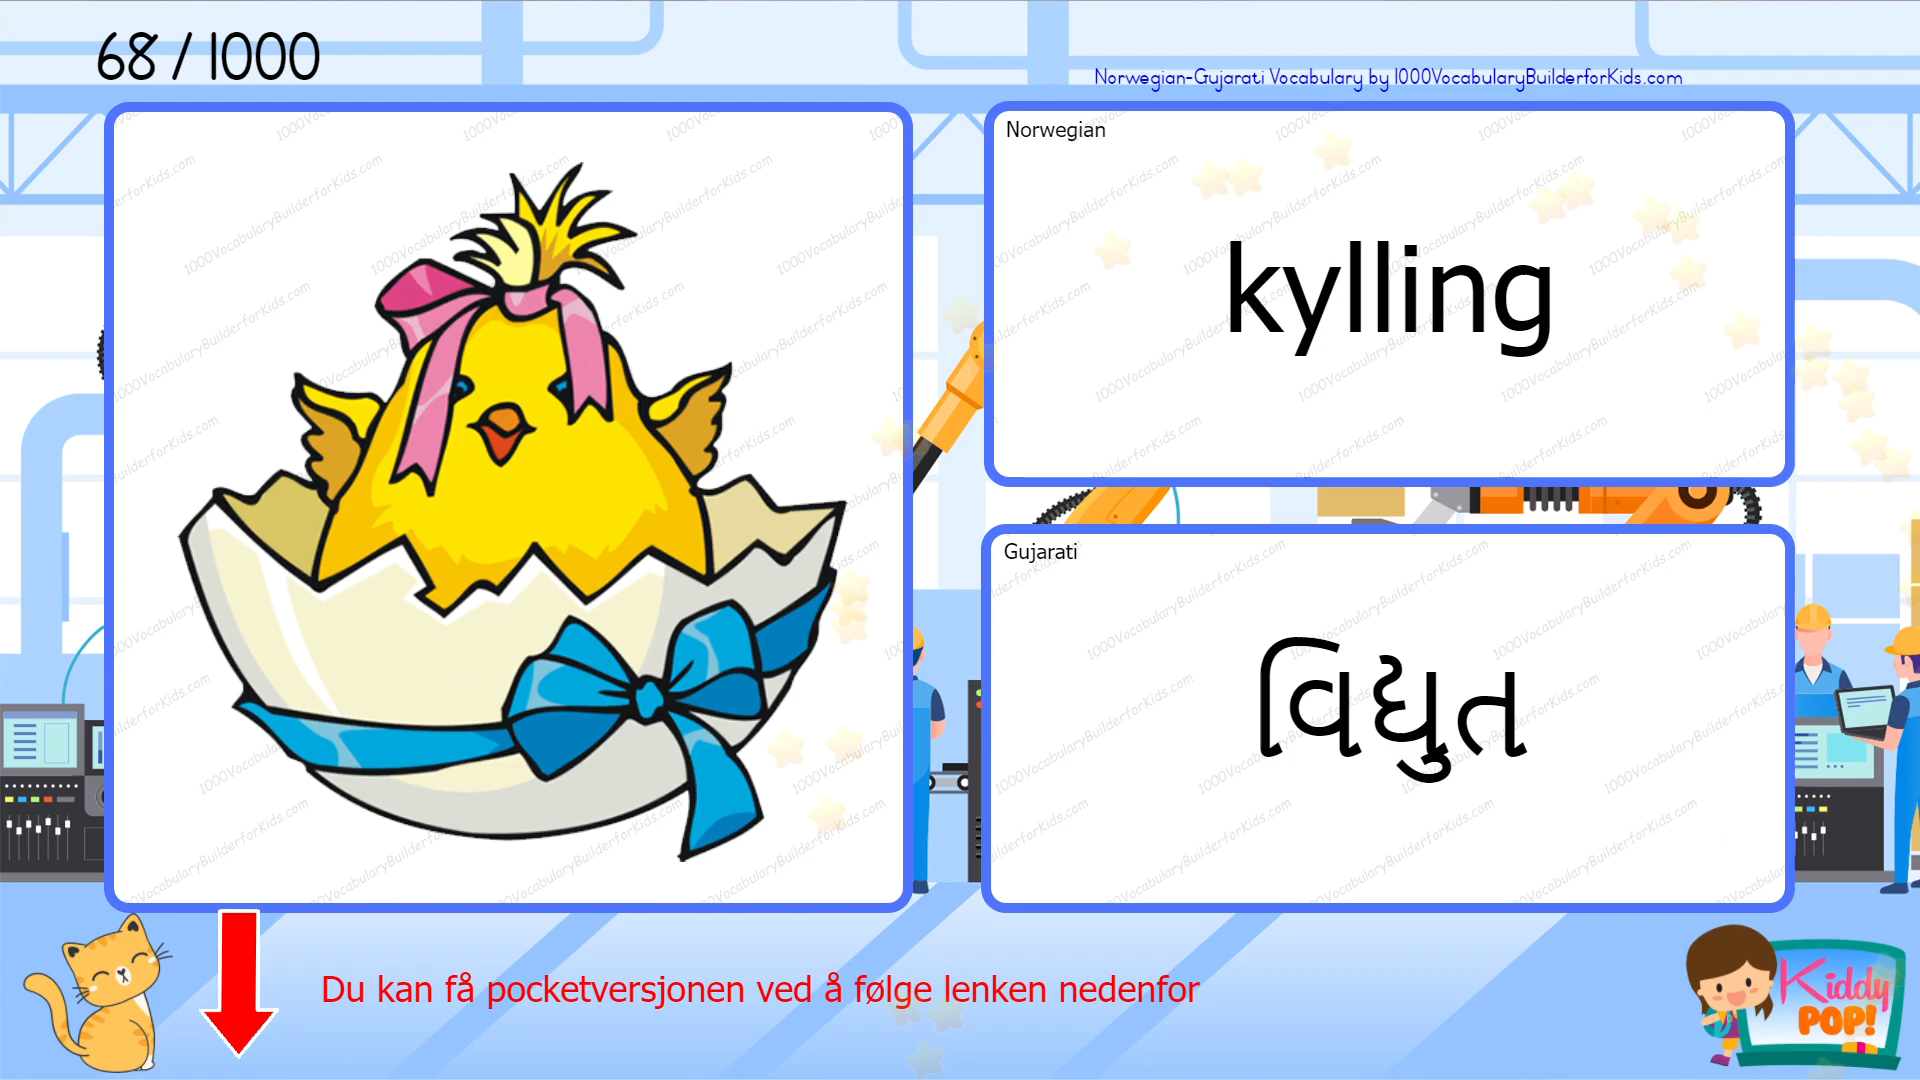 68 / 1000
Norwegian-Gujarati Vocabulary by 1000VocabularyBuilderforKids.com
Norwegian
kylling
Gujarati
વિદ્યુત
Du kan få pocketversjonen ved å følge lenken nedenfor
Kiddy
POP!